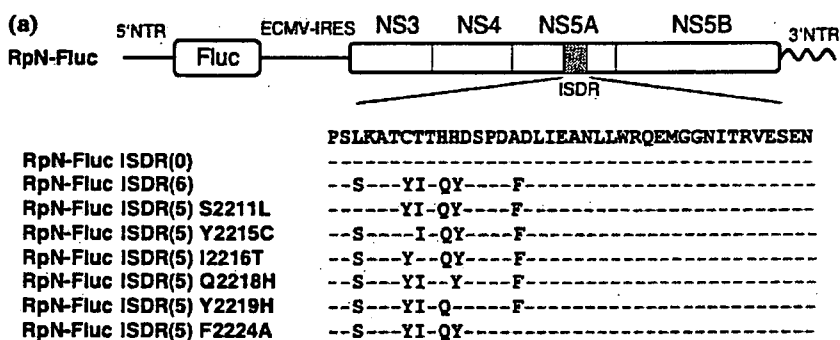 (a)
5'NTR ECMV-IRES NS3 NS4 NS5A NS5B 3'NTR
RpN-Fluc Fluc
ISDR
PSLKATCTTHHDSPDADLIEANLLWRQEMGGNITRVESEN
RpN-Fluc ISDR(0) ----------------------------------------
RpN-Fluc ISDR(6) --S---YI-QY----F------------------------
RpN-Fluc ISDR(5) S2211L ------YI-QY----F------------------------
RpN-Fluc ISDR(5) Y2215C --S----I-QY----F------------------------
RpN-Fluc ISDR(5) I2216T --S---Y--QY----F------------------------
RpN-Fluc ISDR(5) Q2218H --S---YI--Y----F------------------------
RpN-Fluc ISDR(5) Y2219H --S---YI-Q-----F------------------------
RpN-Fluc ISDR(5) F2224A --S---YI-QY-----------------------------